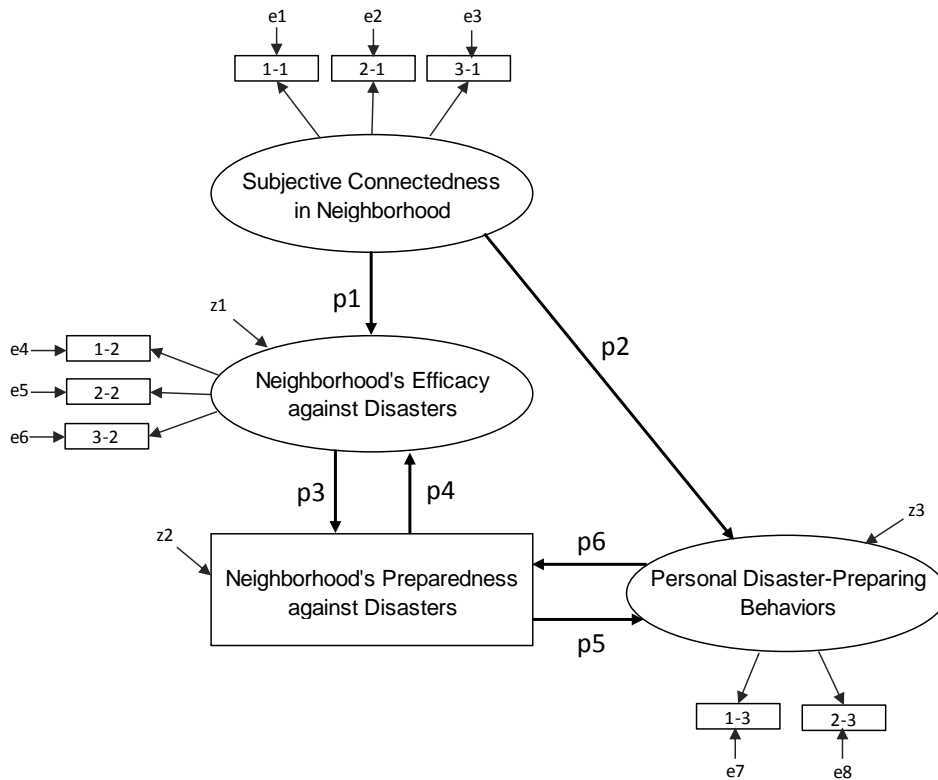 e1
e2
e3
1-1
2-1
3-1
Subjective Connectedness
in Neighborhood
p1
p2
z1
e4
1-2
e5
2-2
e6
3-2
Neighborhood's Efficacy
against Disasters
p3
p4
z2
z3
p6
Neighborhood's Preparedness
against Disasters
Personal Disaster-Preparing
Behaviors
p5
1-3
2-3
e7
e8